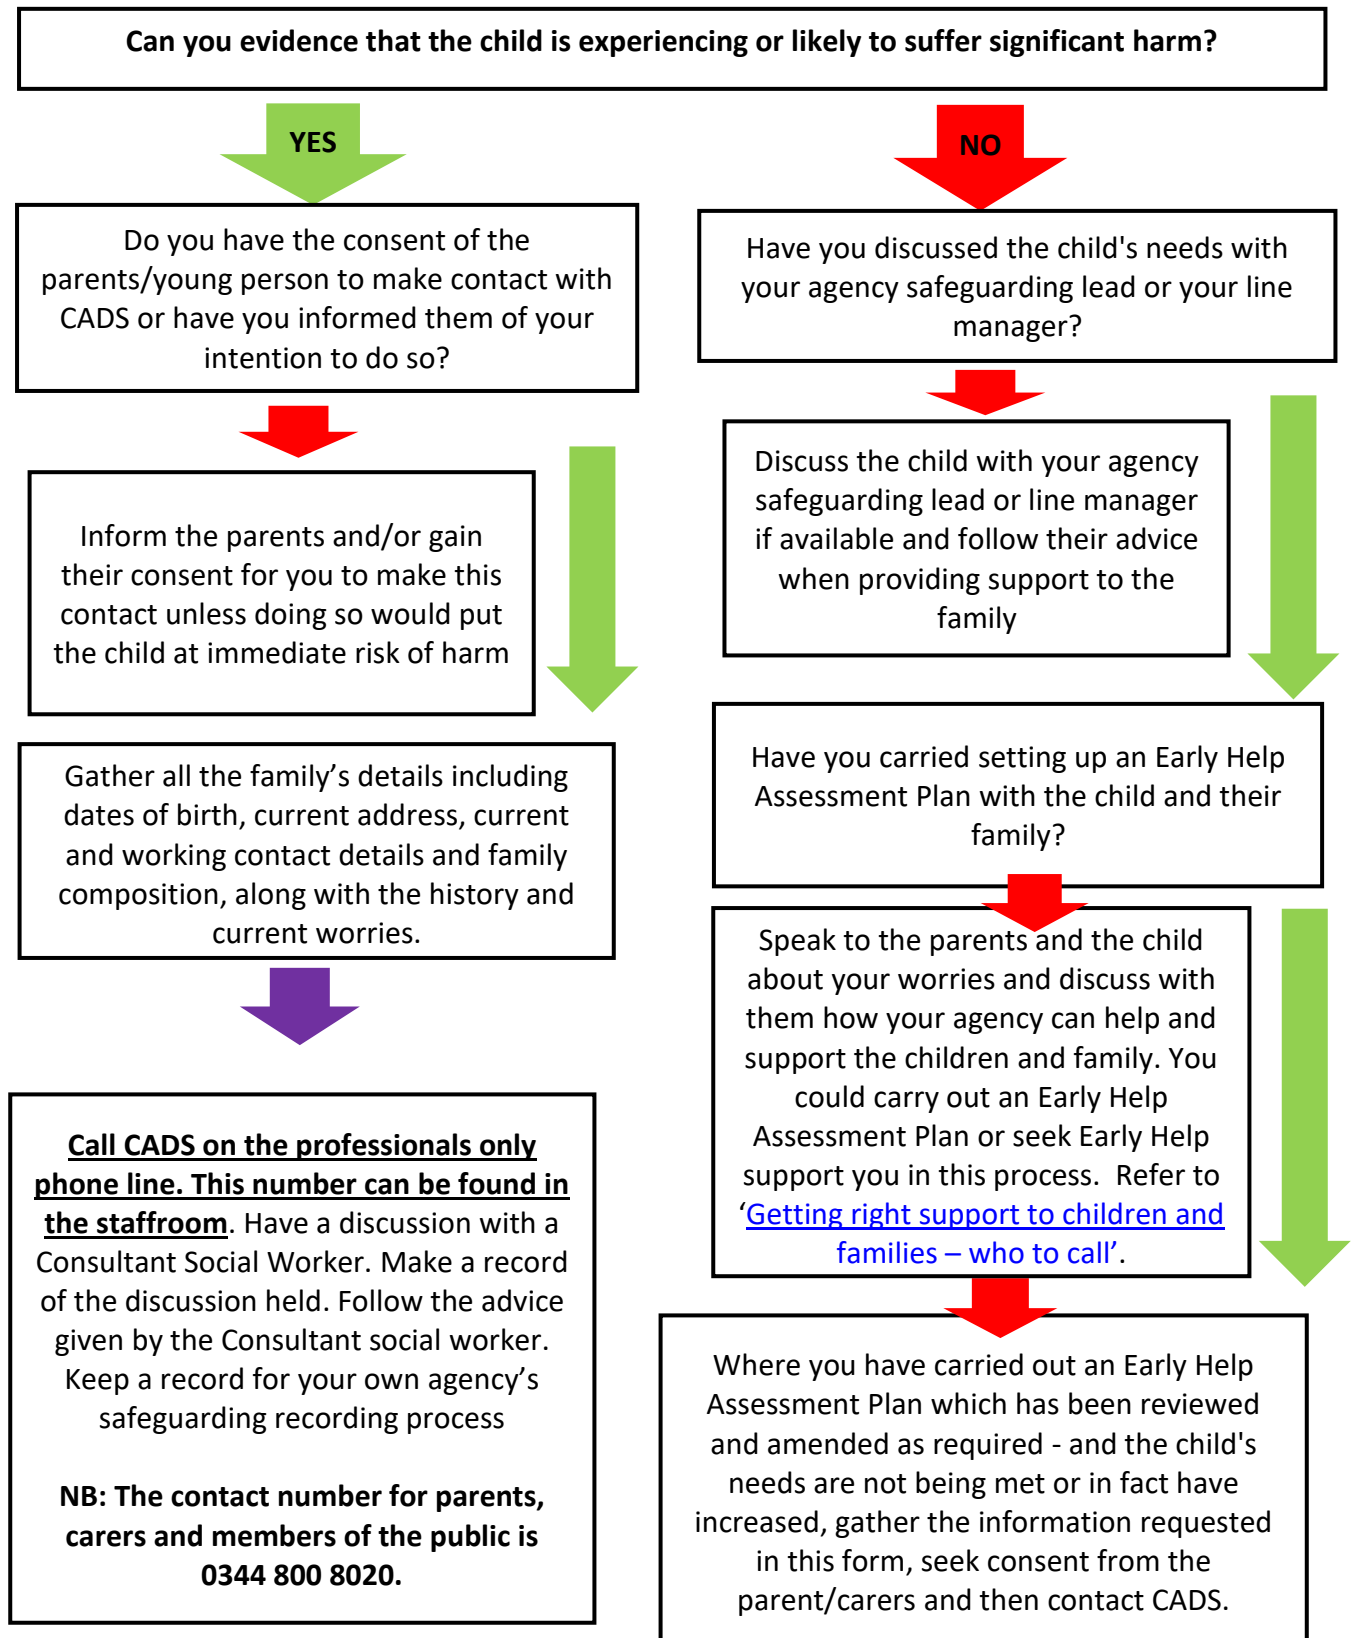 Can you evidence that the child is experiencing or likely to suffer significant harm?
YES
NO
Do you have the consent of the
parents/young person to make contact with
CADS or have you informed them of your
intention to do so?
Have you discussed the child's needs with
your agency safeguarding lead or your line
manager?
Inform the parents and/or gain
their consent for you to make this
contact unless doing so would put
the child at immediate risk of harm
Discuss the child with your agency
safeguarding lead or line manager
if available and follow their advice
when providing support to the
family
Gather all the family’s details including
dates of birth, current address, current
and working contact details and family
composition, along with the history and
current worries.
Have you carried setting up an Early Help
Assessment Plan with the child and their
family?
Speak to the parents and the child
about your worries and discuss with
them how your agency can help and
support the children and family. You
could carry out an Early Help
Assessment Plan or seek Early Help
support you in this process. Refer to
‘Getting right support to children and
families – who to call’.
Call CADS on the professionals only
phone line. This number can be found in
the staffroom. Have a discussion with a
Consultant Social Worker. Make a record
of the discussion held. Follow the advice
given by the Consultant social worker.
Keep a record for your own agency’s
safeguarding recording process
NB: The contact number for parents,
carers and members of the public is
0344 800 8020.
Where you have carried out an Early Help
Assessment Plan which has been reviewed
and amended as required - and the child's
needs are not being met or in fact have
increased, gather the information requested
in this form, seek consent from the
parent/carers and then contact CADS.